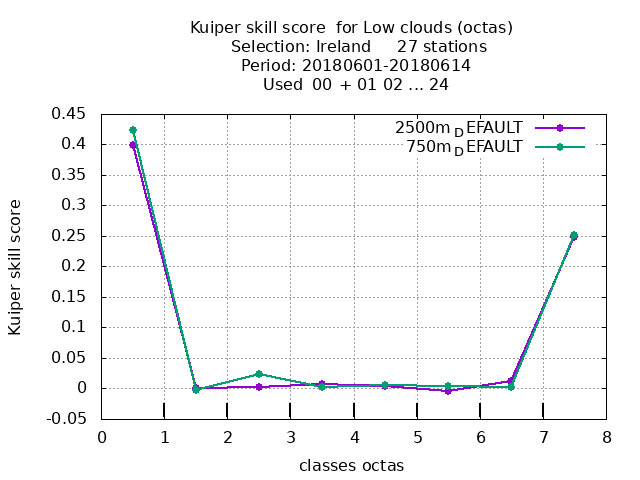 Kuiper skill score  for Low clouds (octas)
Selection: Ireland     27 stations
Period: 20180601-20180614
Used  00  + 01 02 ... 24
2500m_DEFAULT
750m_DEFAULT
0.45
0.4
0.35
0.3
0.25
0.2
0.15
0.1
0.05
0
-0.05
Kuiper skill score
0 1 2 3 4 5 6 7 8
classes octas